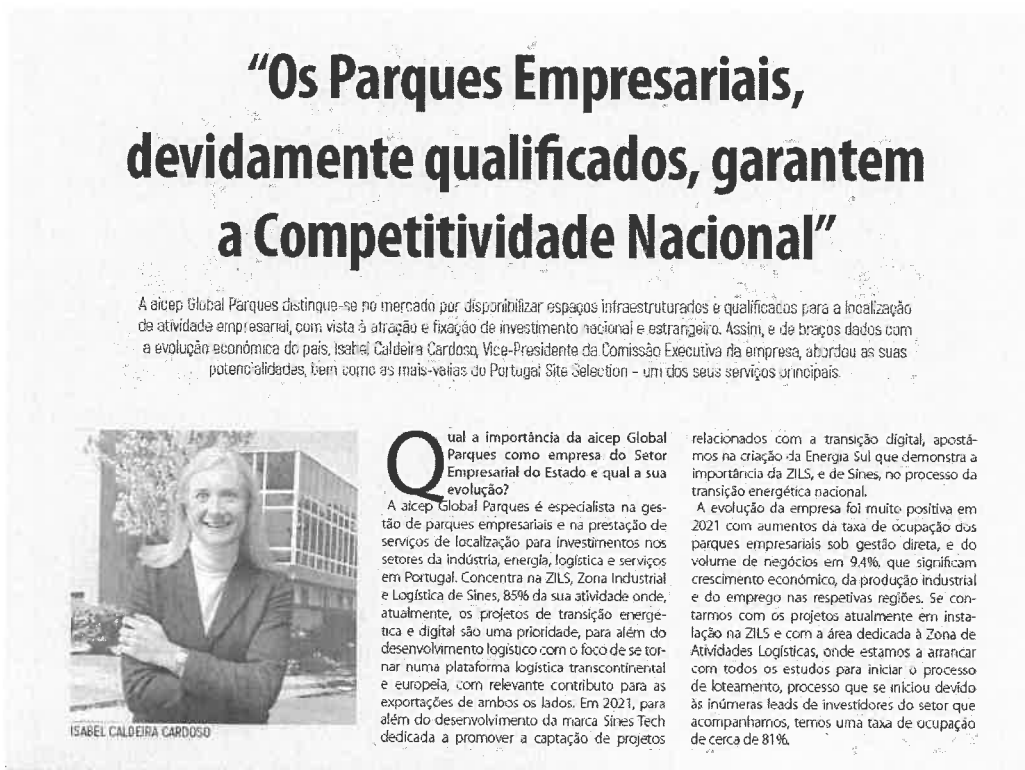 “Os Parques Empresariais,
devidamente qualificados, garantem
a Competitividade Nacional”
A aicep Global Parques distingue-se no mercado por disponibilizar espaços infraestruturados e qualificados para a localização
de atividade empresarial, com vista à atração e fixação de investimento nacional e estrangeiro. Assim, e de braços dados com
a evolução económica do país, Isabel Caldeira Cardoso, Vice-Presidente da Comissão Executiva da empresa, abordou as suas
potencialidades, bem como as mais-valias do Portugal Site Selection – um dos seus serviços principais.
Qual a importância da aicep Global
Parques como empresa do Setor
Empresarial do Estado e qual a sua
evolução?
A aicep Global Parques é especialista na ges-
tão de parques empresariais e na prestação de
serviços de localização para investimentos nos
setores da indústria, energia, logística e serviços
em Portugal. Concentra na ZILS, Zona Industrial
e Logística de Sines, 85% da sua atividade onde,
atualmente, os projetos de transição energé-
tica e digital são uma prioridade, para além do
desenvolvimento logístico com o foco de se tor-
nar numa plataforma logística transcontinental
e europeia, com relevante contributo para as
exportações de ambos os lados. Em 2021, para
além do desenvolvimento da marca Sines Tech
dedicada a promover a captação de projetos
relacionados com a transição digital, apostá-
mos na criação da Energia Sul que demonstra a
importância da ZILS, e de Sines, no processo da
transição energética nacional.
A evolução da empresa foi muito positiva em
2021 com aumentos da taxa de ocupação dos
parques empresariais sob gestão direta, e do
volume de negócios em 9,4%, que significam
crescimento económico, da produção industrial
e do emprego nas respetivas regiões. Se con-
tarmos com os projetos atualmente em insta-
lação na ZILS e com a área dedicada à Zona de
Atividades Logísticas, onde estamos a arrancar
com todos os estudos para iniciar o processo
de loteamento, processo que se iniciou devido
às inúmeras leads de investidores do setor que
acompanhamos, temos uma taxa de ocupação
de cerca de 81%.
ISABEL CALDEIRA CARDOSO